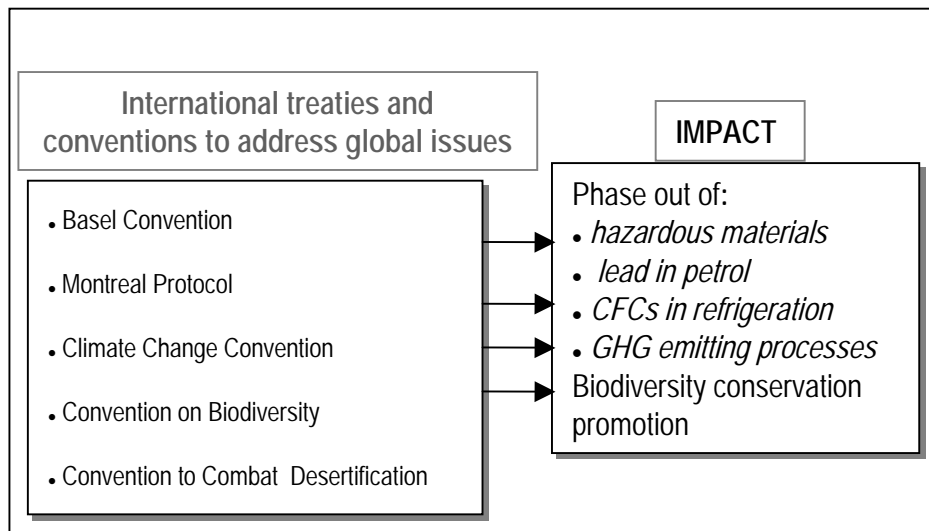 International treaties and
conventions to address global issues
• Basel Convention
• Montreal Protocol
• Climate Change Convention
• Convention on Biodiversity
• Convention to Combat Desertification
IMPACT
Phase out of:
• hazardous materials
• lead in petrol
• CFCs in refrigeration
• GHG emitting processes
Biodiversity conservation
promotion